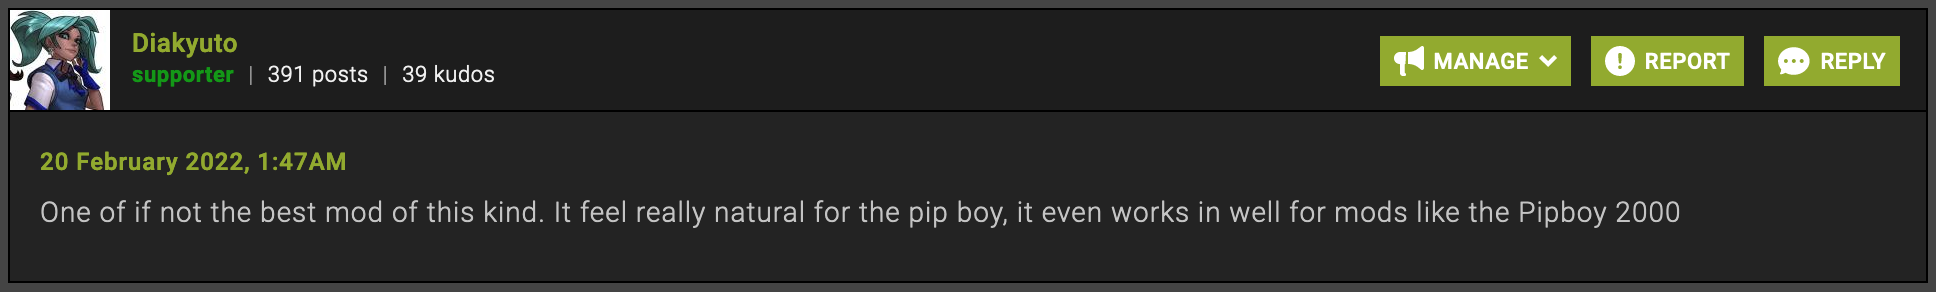 Diakyuto
supporter | 391 posts | 39 kudos
MANAGE
REPORT
REPLY
20 February 2022, 1:47AM
One of if not the best mod of this kind. It feel really natural for the pip boy, it even works in well for mods like the Pipboy 2000